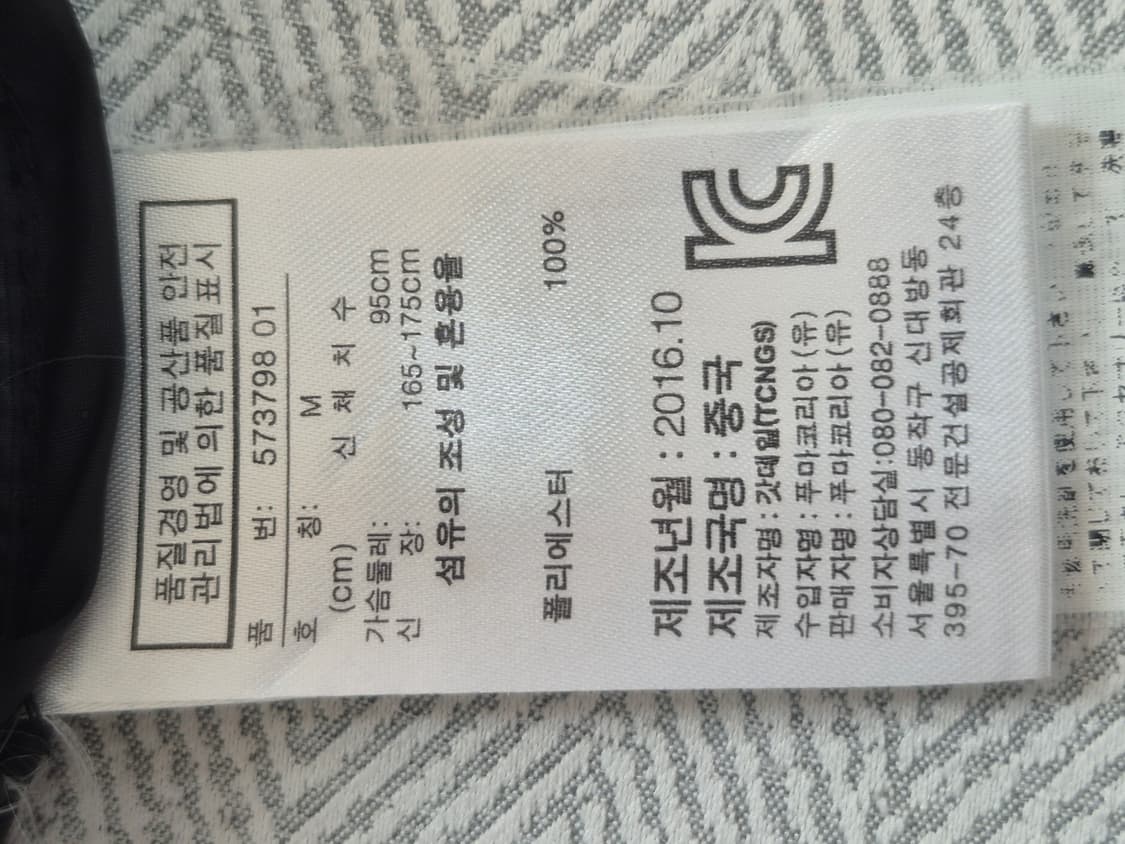 품질경영 및 공산품 안전
관리법에 의한 품질 표시
품 번: 573798 01
호 칭: M
(cm) 신 체 치 수
가슴둘레: 95cm
신 장: 165~175cm
섬유의 조성 및 혼용율
폴리에스터 100%
제조년월 : 2016.10
제조국명 : 중국
제조자명 : 갓데일(TCNGS)
수입자명 : 푸마코리아(유)
판매자명 : 푸마코리아(유)
소비자상담실:080-082-0888
서울특별시 동작구 신대방동
395-70 전문건설공제회관 24층
KC